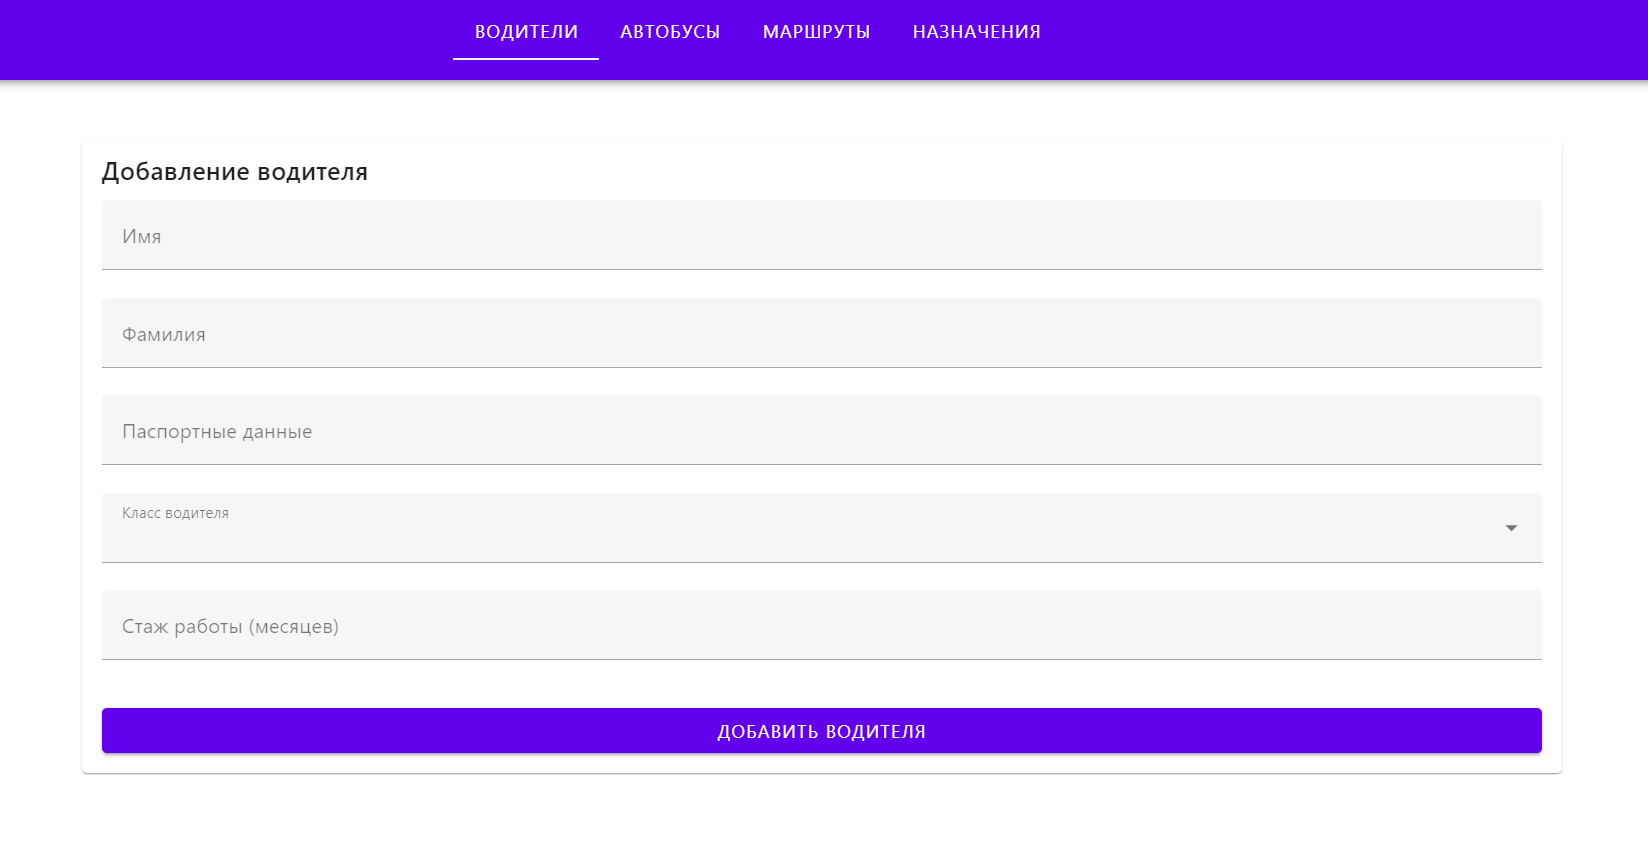 ВОДИТЕЛИ АВТОБУСЫ МАРШРУТЫ НАЗНАЧЕНИЯ
Добавление водителя
Имя
Фамилия
Паспортные данные
Класс водителя
Стаж работы (месяцев)
ДОБАВИТЬ ВОДИТЕЛЯ